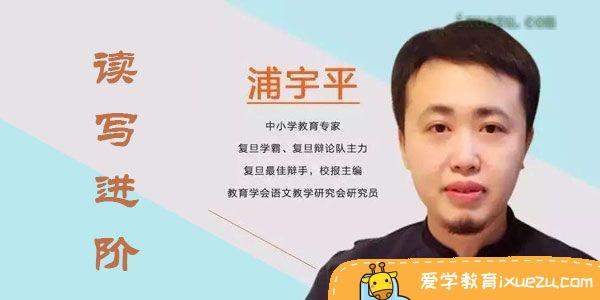 ixuezu.com
读写进阶
浦宇平
中小学教育专家
复旦学霸、复旦辩论队主力
复旦最佳辩手，校报主编
教育学会语文教学研究会研究员
爱学教育ixuezu.com